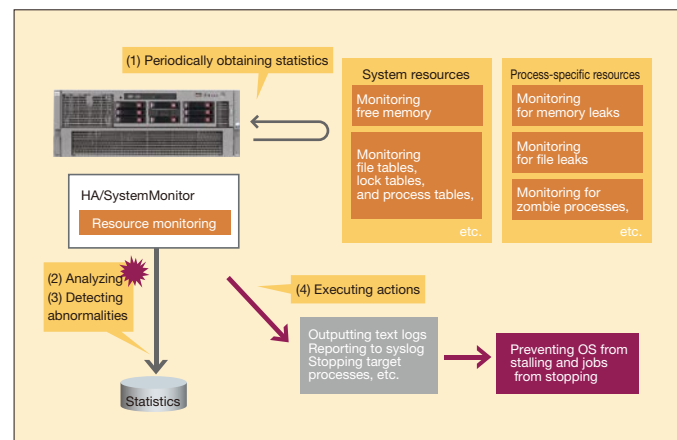 (1) Periodically obtaining statistics
System resources
Monitoring
free memory
Monitoring
file tables,
lock tables,
and process tables,
etc.
Process-specific resources
Monitoring
for memory leaks
Monitoring
for file leaks
Monitoring for
zombie processes,
etc.
HA/SystemMonitor
Resource monitoring
(2) Analyzing
(3) Detecting
abnormalities
(4) Executing actions
Outputting text logs
Reporting to syslog
Stopping target
processes, etc.
Preventing OS from
stalling and jobs
from stopping
Statistics